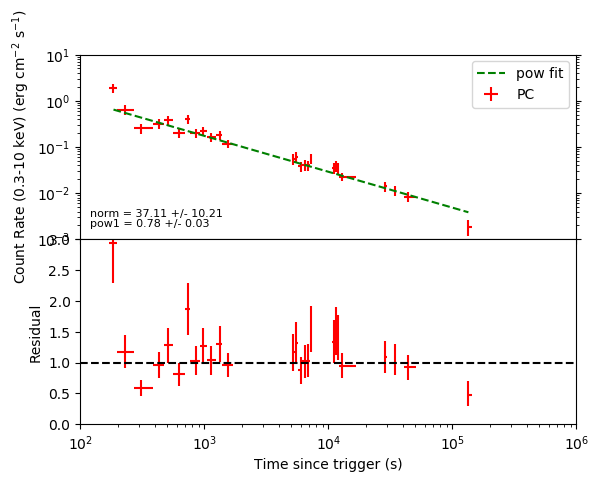 Count Rate (0.3-10 keV) (erg cm⁻² s⁻¹)
10¹
10⁰
10⁻¹
10⁻²
10⁻³
pow fit
PC
norm = 37.11 +/- 10.21
pow1 = 0.78 +/- 0.03
Residual
3.0
2.5
2.0
1.5
1.0
0.5
0.0
10² 10³ 10⁴ 10⁵ 10⁶
Time since trigger (s)